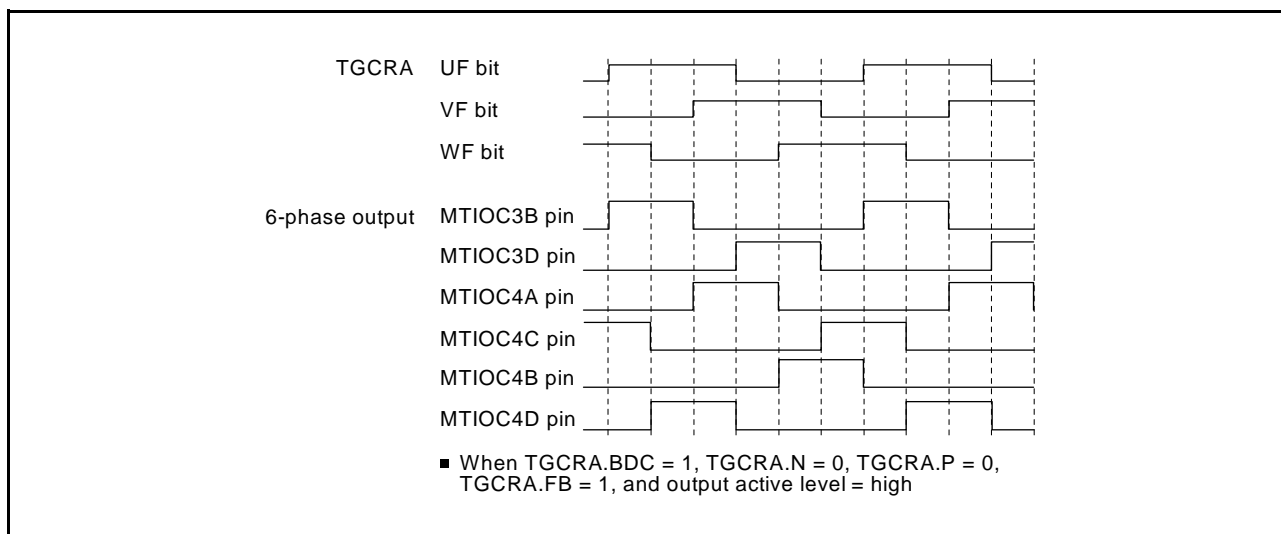 TGCRA UF bit
VF bit
WF bit
6-phase output MTIOC3B pin
MTIOC3D pin
MTIOC4A pin
MTIOC4C pin
MTIOC4B pin
MTIOC4D pin
■ When TGCRA.BDC = 1, TGCRA.N = 0, TGCRA.P = 0,
TGCRA.FB = 1, and output active level = high